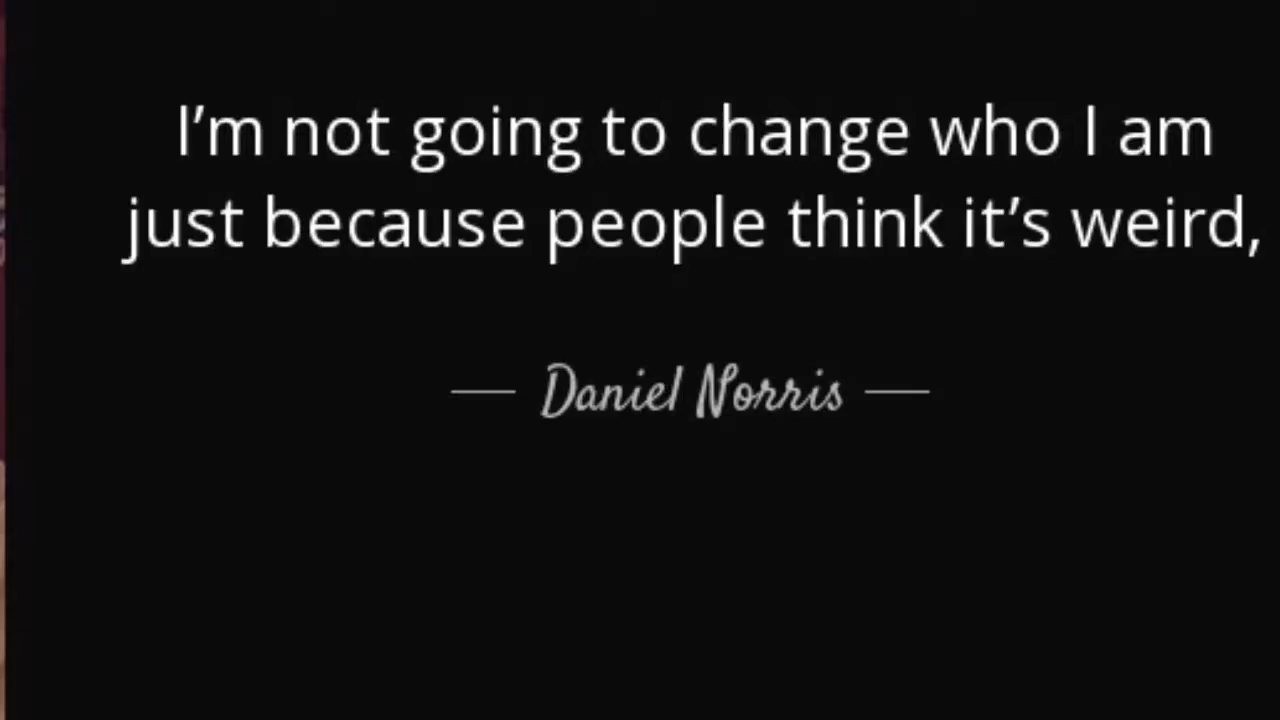 I’m not going to change who I am
just because people think it’s weird,
— Daniel Norris —